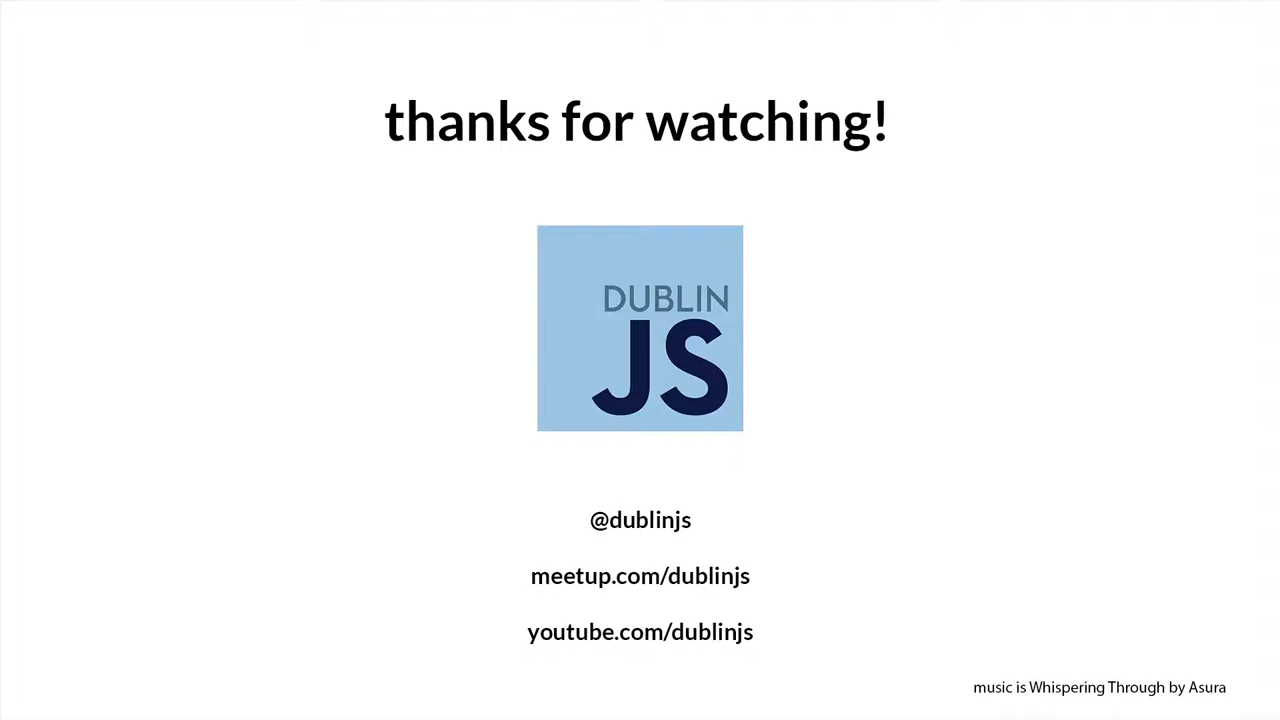 thanks for watching!
DUBLIN
JS
@dublinjs
meetup.com/dublinjs
youtube.com/dublinjs
music is Whispering Through by Asura